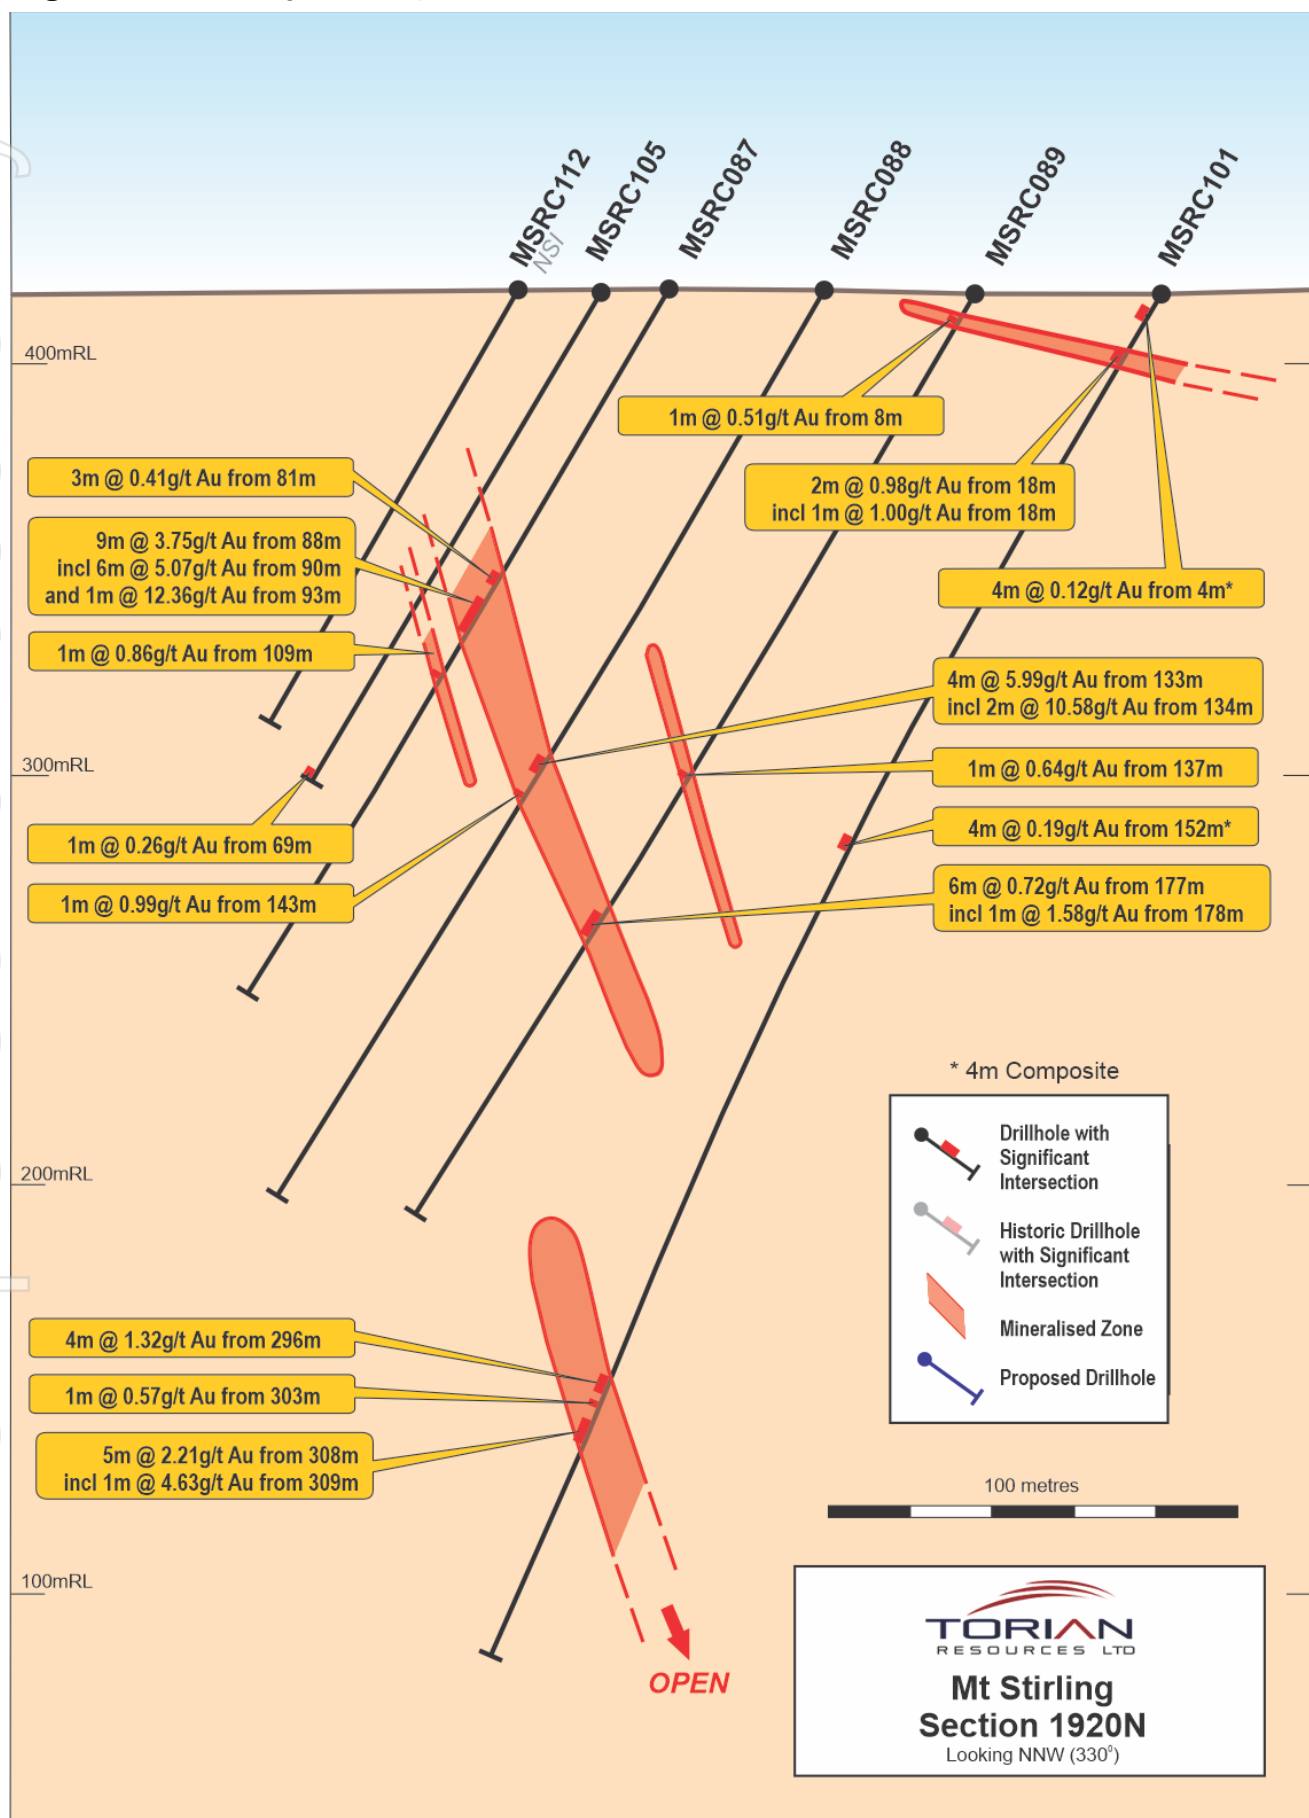 MSRC112
NSI
MSRC105
MSRC087
MSRC088
MSRC089
MSRC101
400mRL
1m @ 0.51g/t Au from 8m
3m @ 0.41g/t Au from 81m
2m @ 0.98g/t Au from 18m
incl 1m @ 1.00g/t Au from 18m
9m @ 3.75g/t Au from 88m
incl 6m @ 5.07g/t Au from 90m
and 1m @ 12.36g/t Au from 93m
4m @ 0.12g/t Au from 4m*
1m @ 0.86g/t Au from 109m
4m @ 5.99g/t Au from 133m
incl 2m @ 10.58g/t Au from 134m
300mRL
1m @ 0.64g/t Au from 137m
4m @ 0.19g/t Au from 152m*
1m @ 0.26g/t Au from 69m
1m @ 0.99g/t Au from 143m
6m @ 0.72g/t Au from 177m
incl 1m @ 1.58g/t Au from 178m
* 4m Composite
Drillhole with
Significant
Intersection
200mRL
Historic Drillhole
with Significant
Intersection
Mineralised Zone
Proposed Drillhole
4m @ 1.32g/t Au from 296m
1m @ 0.57g/t Au from 303m
5m @ 2.21g/t Au from 308m
incl 1m @ 4.63g/t Au from 309m
100 metres
100mRL
OPEN
TORIAN
RESOURCES LTD
Mt Stirling
Section 1920N
Looking NNW (330⁰)